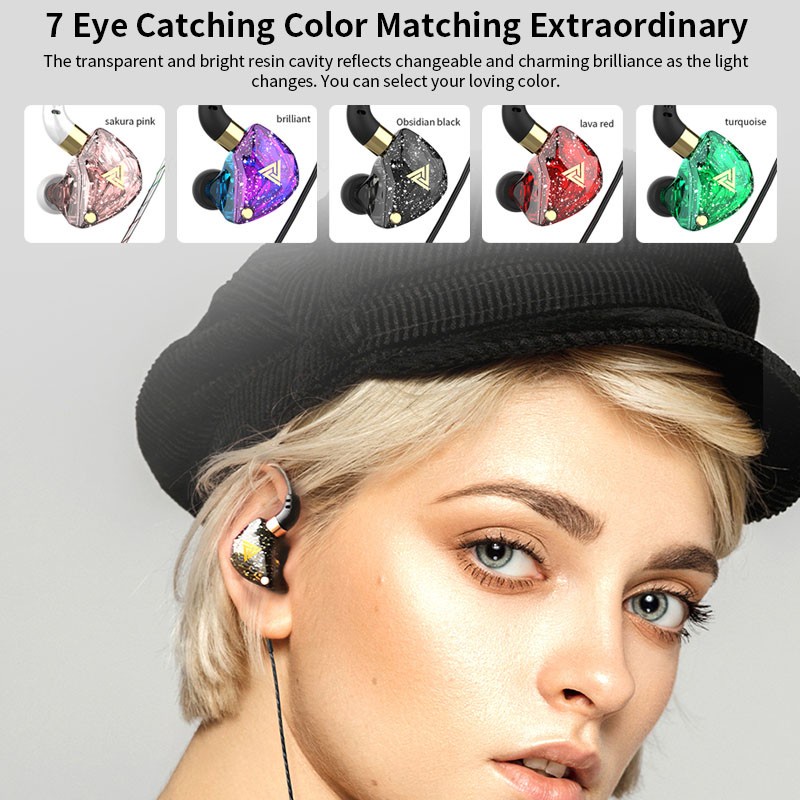 7 Eye Catching Color Matching Extraordinary
The transparent and bright resin cavity reflects changeable and charming brilliance as the light
changes. You can select your loving color.
sakura pink
brilliant
Obsidian black
lava red
turquoise